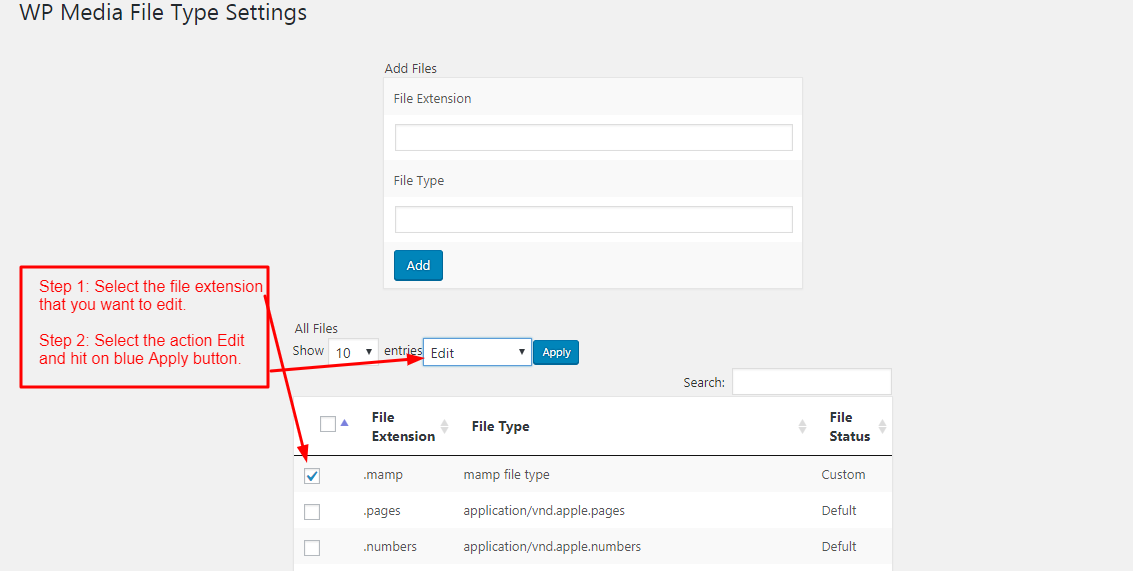 WP Media File Type Settings
Add Files
File Extension
File Type
Add
Step 1: Select the file extension
that you want to edit.
Step 2: Select the action Edit
and hit on blue Apply button.
All Files
Show 10 entries Edit Apply
Search:
File
Extension
File Type
File
Status
.mamp mamp file type Custom
.pages application/vnd.apple.pages Defult
.numbers application/vnd.apple.numbers Defult